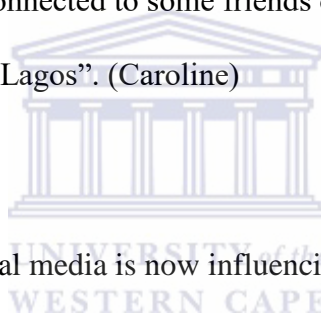 onnected to some friends
Lagos”. (Caroline)
al media is now influenci
UNIVERSITY of the
WESTERN CAPE